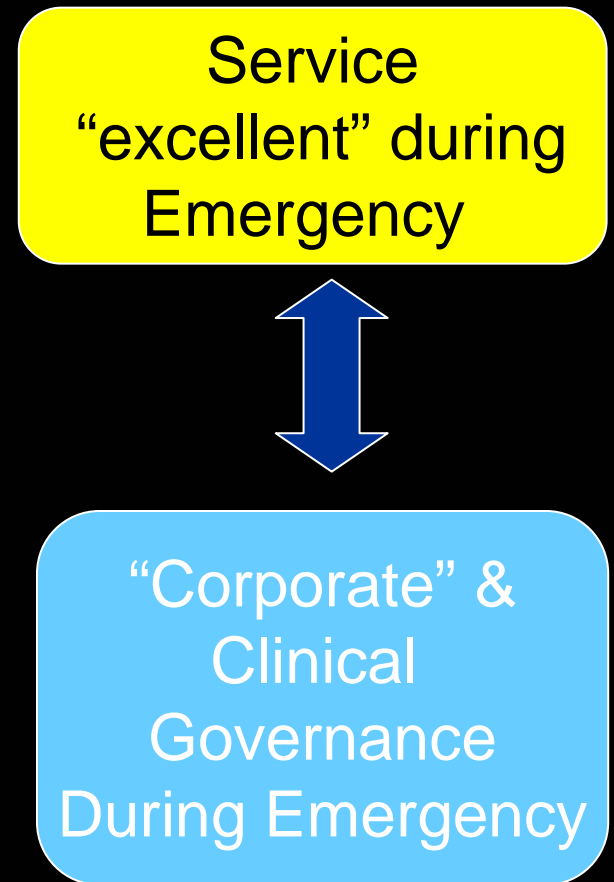 Service
“excellent” during
Emergency
“Corporate” &
Clinical
Governance
During Emergency